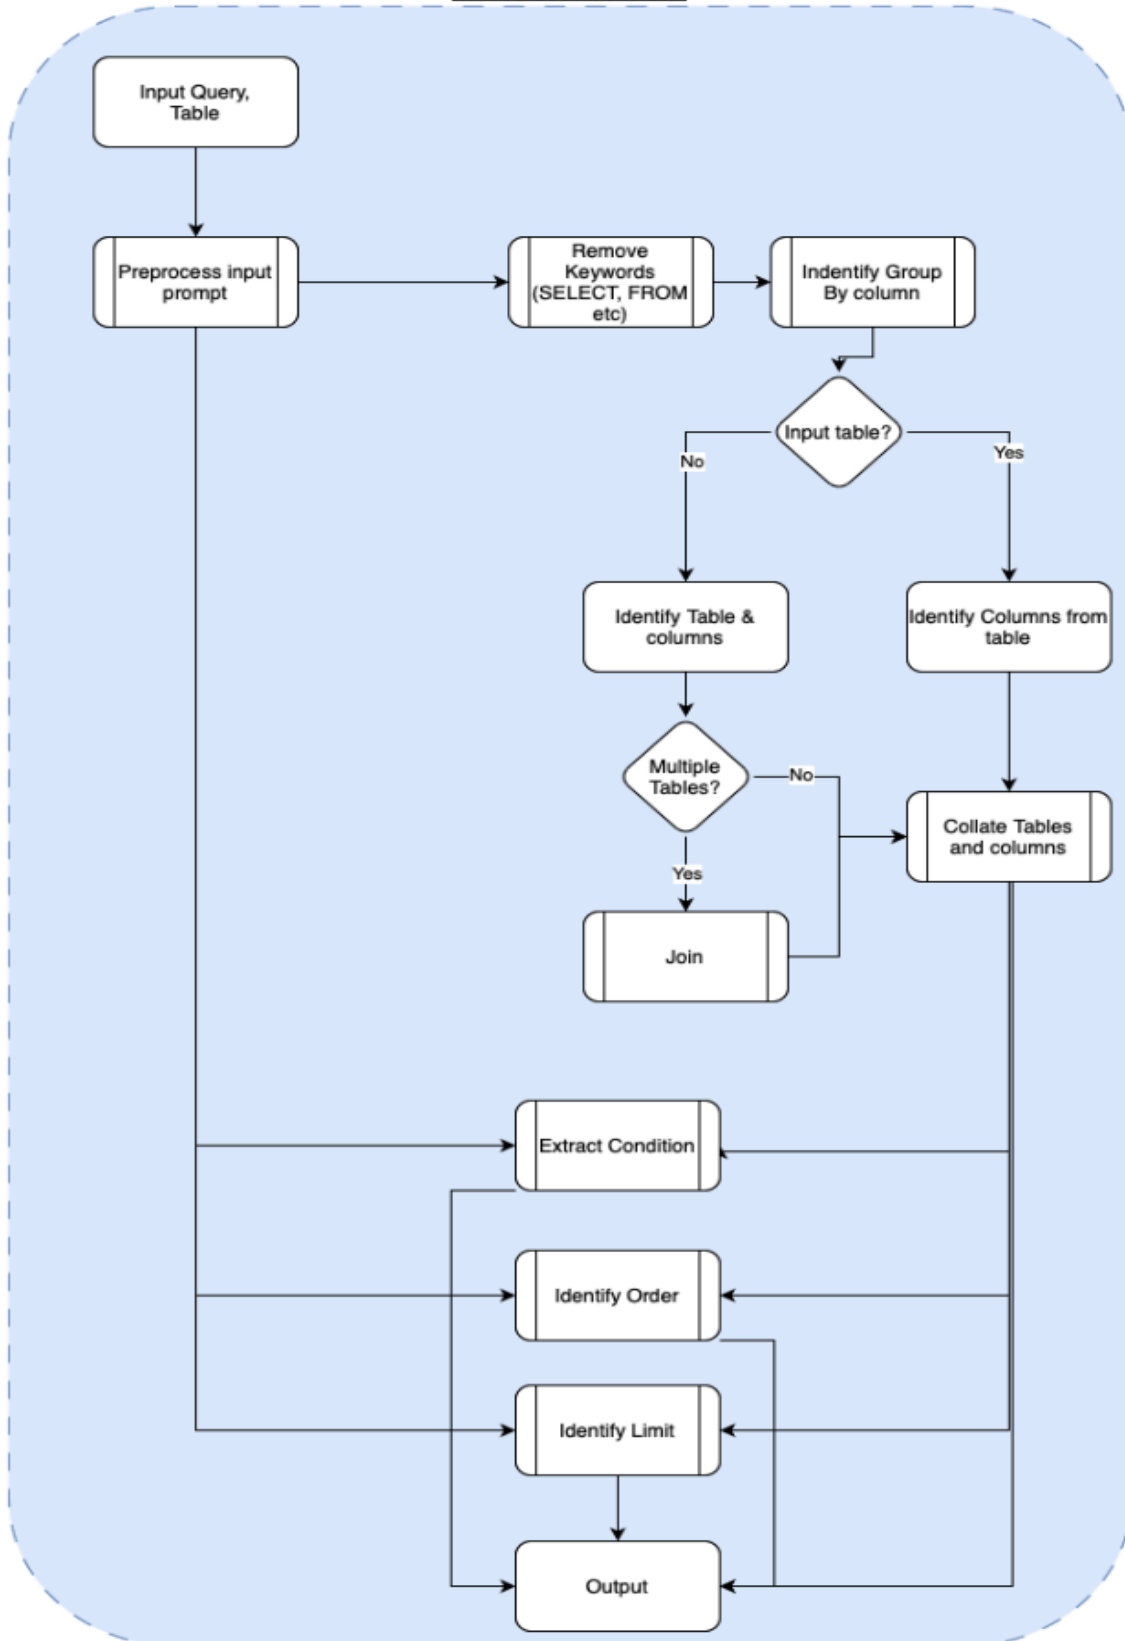 Input Query,
Table
Preprocess input
prompt
Remove
Keywords
(SELECT, FROM
etc)
Indentify Group
By column
Input table?
No
Yes
Identify Table &
columns
Identify Columns from
table
Multiple
Tables?
No
Collate Tables
and columns
Yes
Join
Extract Condition
Identify Order
Identify Limit
Output